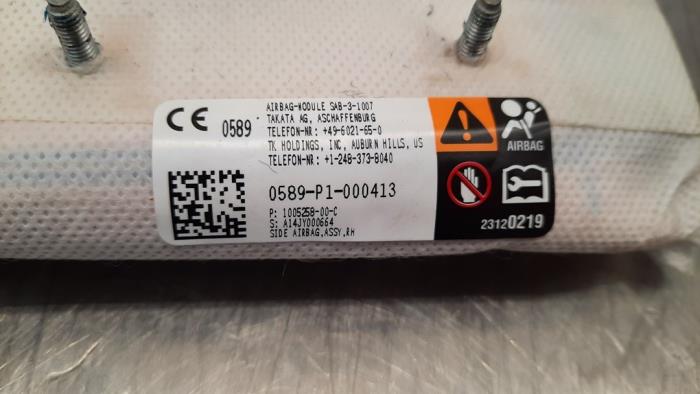 CE 0589
AIRBAG-MODULE SAB-3-1007
TAKATA AG, ASCHAFFENBURG
TELEFON-NR: +49-6021-65-0
TK HOLDINGS, INC, AUBURN HILLS, US
TELEFON-NR: +1-248-373-8040
0589-P1-000413
P: 1005258-00-C
S: A14JY000664
SIDE AIRBAG,ASSY,RH
AIRBAG
23120219